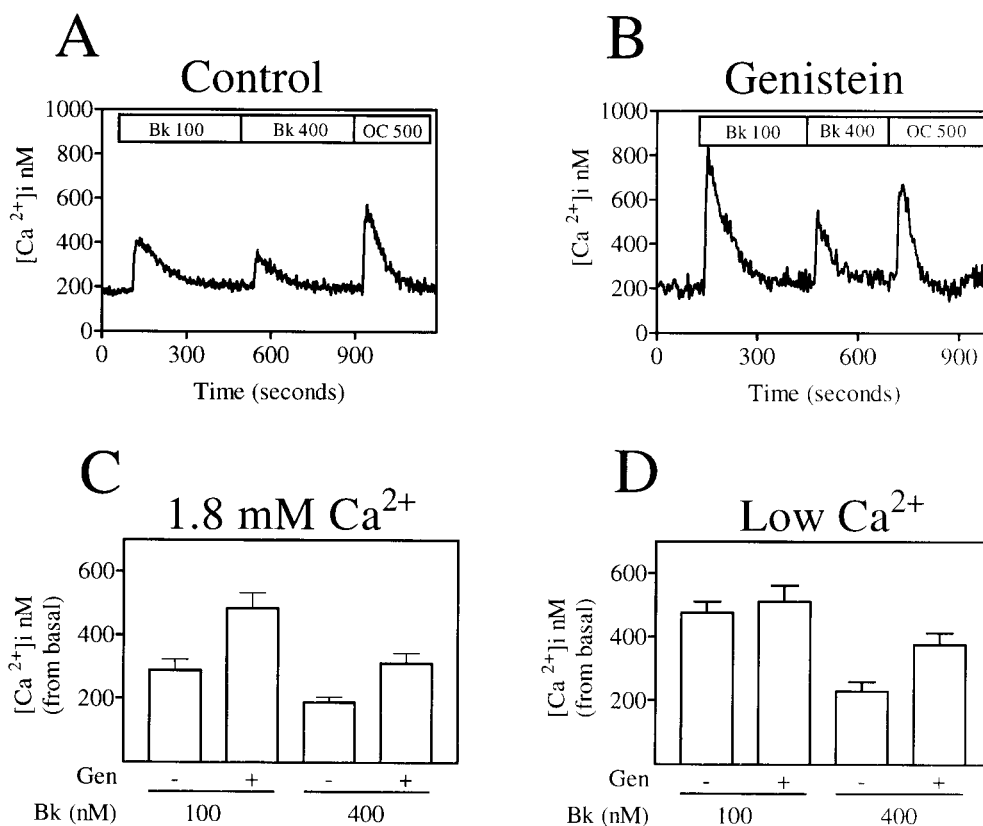 A
Control
1000
800
600
400
200
0
[Ca 2+]i nM
Bk 100
Bk 400
OC 500
0
300
600
900
Time (seconds)
B
Genistein
1000
800
600
400
200
0
[Ca 2+]i nM
Bk 100
Bk 400
OC 500
0
300
600
900
Time (seconds)
C
1.8 mM Ca2+
600
400
200
[Ca 2+]i nM
(from basal)
Gen - + - +
Bk (nM) 100 400
D
Low Ca2+
600
400
200
[Ca 2+]i nM
(from basal)
Gen - + - +
Bk (nM) 100 400